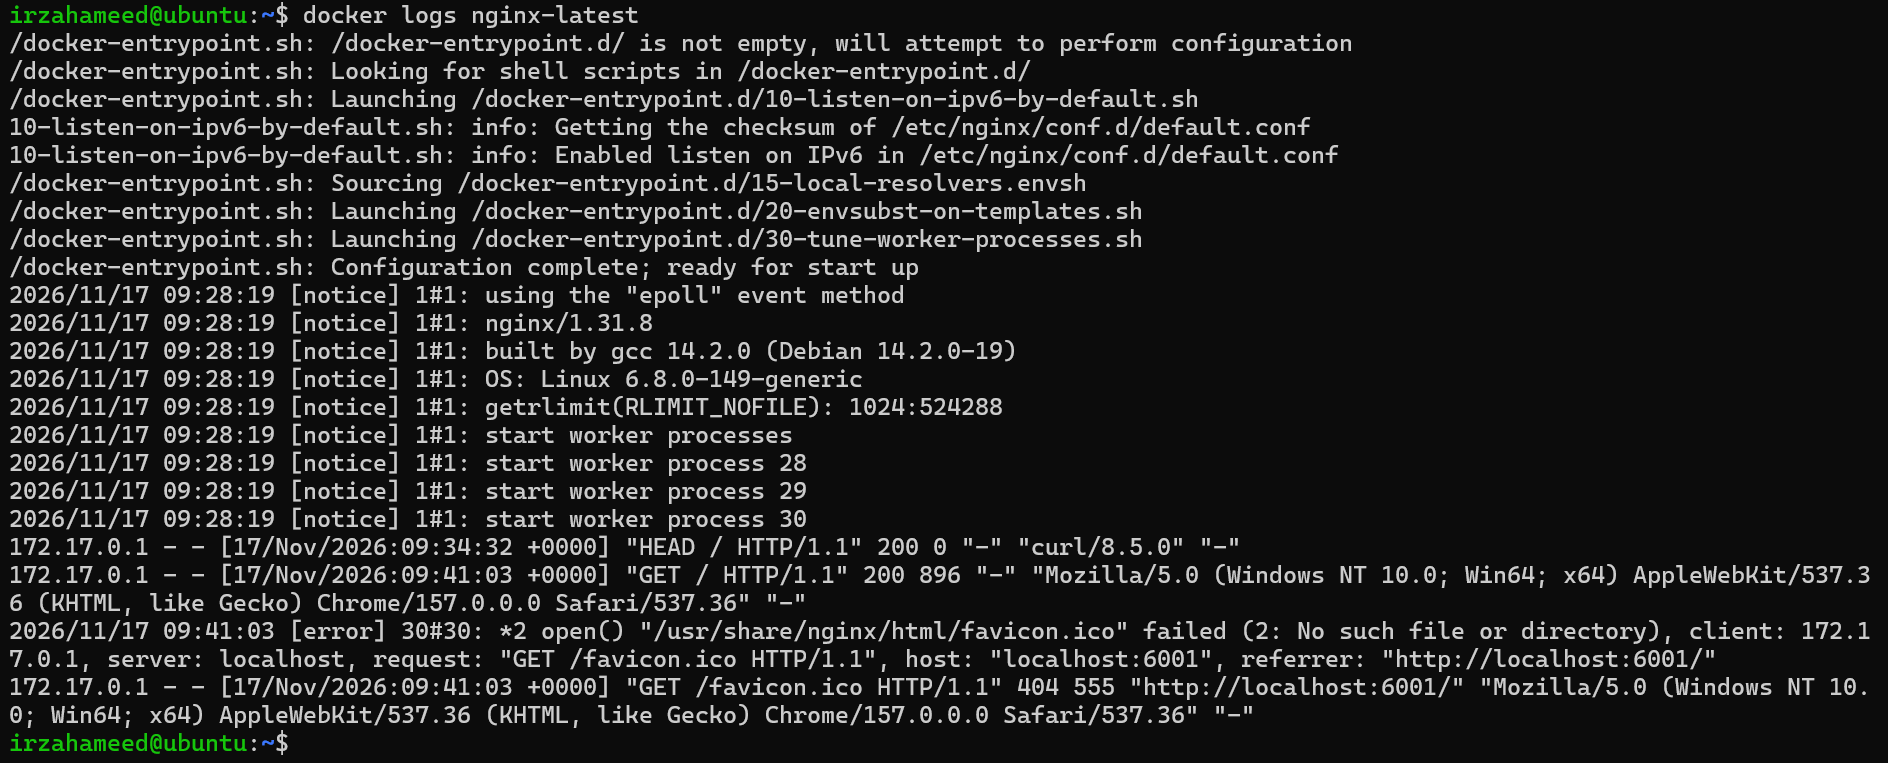 irzahameed@ubuntu:~$ docker logs nginx-latest
/docker-entrypoint.sh: /docker-entrypoint.d/ is not empty, will attempt to perform configuration
/docker-entrypoint.sh: Looking for shell scripts in /docker-entrypoint.d/
/docker-entrypoint.sh: Launching /docker-entrypoint.d/10-listen-on-ipv6-by-default.sh
10-listen-on-ipv6-by-default.sh: info: Getting the checksum of /etc/nginx/conf.d/default.conf
10-listen-on-ipv6-by-default.sh: info: Enabled listen on IPv6 in /etc/nginx/conf.d/default.conf
/docker-entrypoint.sh: Sourcing /docker-entrypoint.d/15-local-resolvers.envsh
/docker-entrypoint.sh: Launching /docker-entrypoint.d/20-envsubst-on-templates.sh
/docker-entrypoint.sh: Launching /docker-entrypoint.d/30-tune-worker-processes.sh
/docker-entrypoint.sh: Configuration complete; ready for start up
2026/11/17 09:28:19 [notice] 1#1: using the "epoll" event method
2026/11/17 09:28:19 [notice] 1#1: nginx/1.31.8
2026/11/17 09:28:19 [notice] 1#1: built by gcc 14.2.0 (Debian 14.2.0-19)
2026/11/17 09:28:19 [notice] 1#1: OS: Linux 6.8.0-149-generic
2026/11/17 09:28:19 [notice] 1#1: getrlimit(RLIMIT_NOFILE): 1024:524288
2026/11/17 09:28:19 [notice] 1#1: start worker processes
2026/11/17 09:28:19 [notice] 1#1: start worker process 28
2026/11/17 09:28:19 [notice] 1#1: start worker process 29
2026/11/17 09:28:19 [notice] 1#1: start worker process 30
172.17.0.1 - - [17/Nov/2026:09:34:32 +0000] "HEAD / HTTP/1.1" 200 0 "-" "curl/8.5.0" "-"
172.17.0.1 - - [17/Nov/2026:09:41:03 +0000] "GET / HTTP/1.1" 200 896 "-" "Mozilla/5.0 (Windows NT 10.0; Win64; x64) AppleWebKit/537.3
6 (KHTML, like Gecko) Chrome/157.0.0.0 Safari/537.36" "-"
2026/11/17 09:41:03 [error] 30#30: *2 open() "/usr/share/nginx/html/favicon.ico" failed (2: No such file or directory), client: 172.1
7.0.1, server: localhost, request: "GET /favicon.ico HTTP/1.1", host: "localhost:6001", referrer: "http://localhost:6001/"
172.17.0.1 - - [17/Nov/2026:09:41:03 +0000] "GET /favicon.ico HTTP/1.1" 404 555 "http://localhost:6001/" "Mozilla/5.0 (Windows NT 10.
0; Win64; x64) AppleWebKit/537.36 (KHTML, like Gecko) Chrome/157.0.0.0 Safari/537.36" "-"
irzahameed@ubuntu:~$